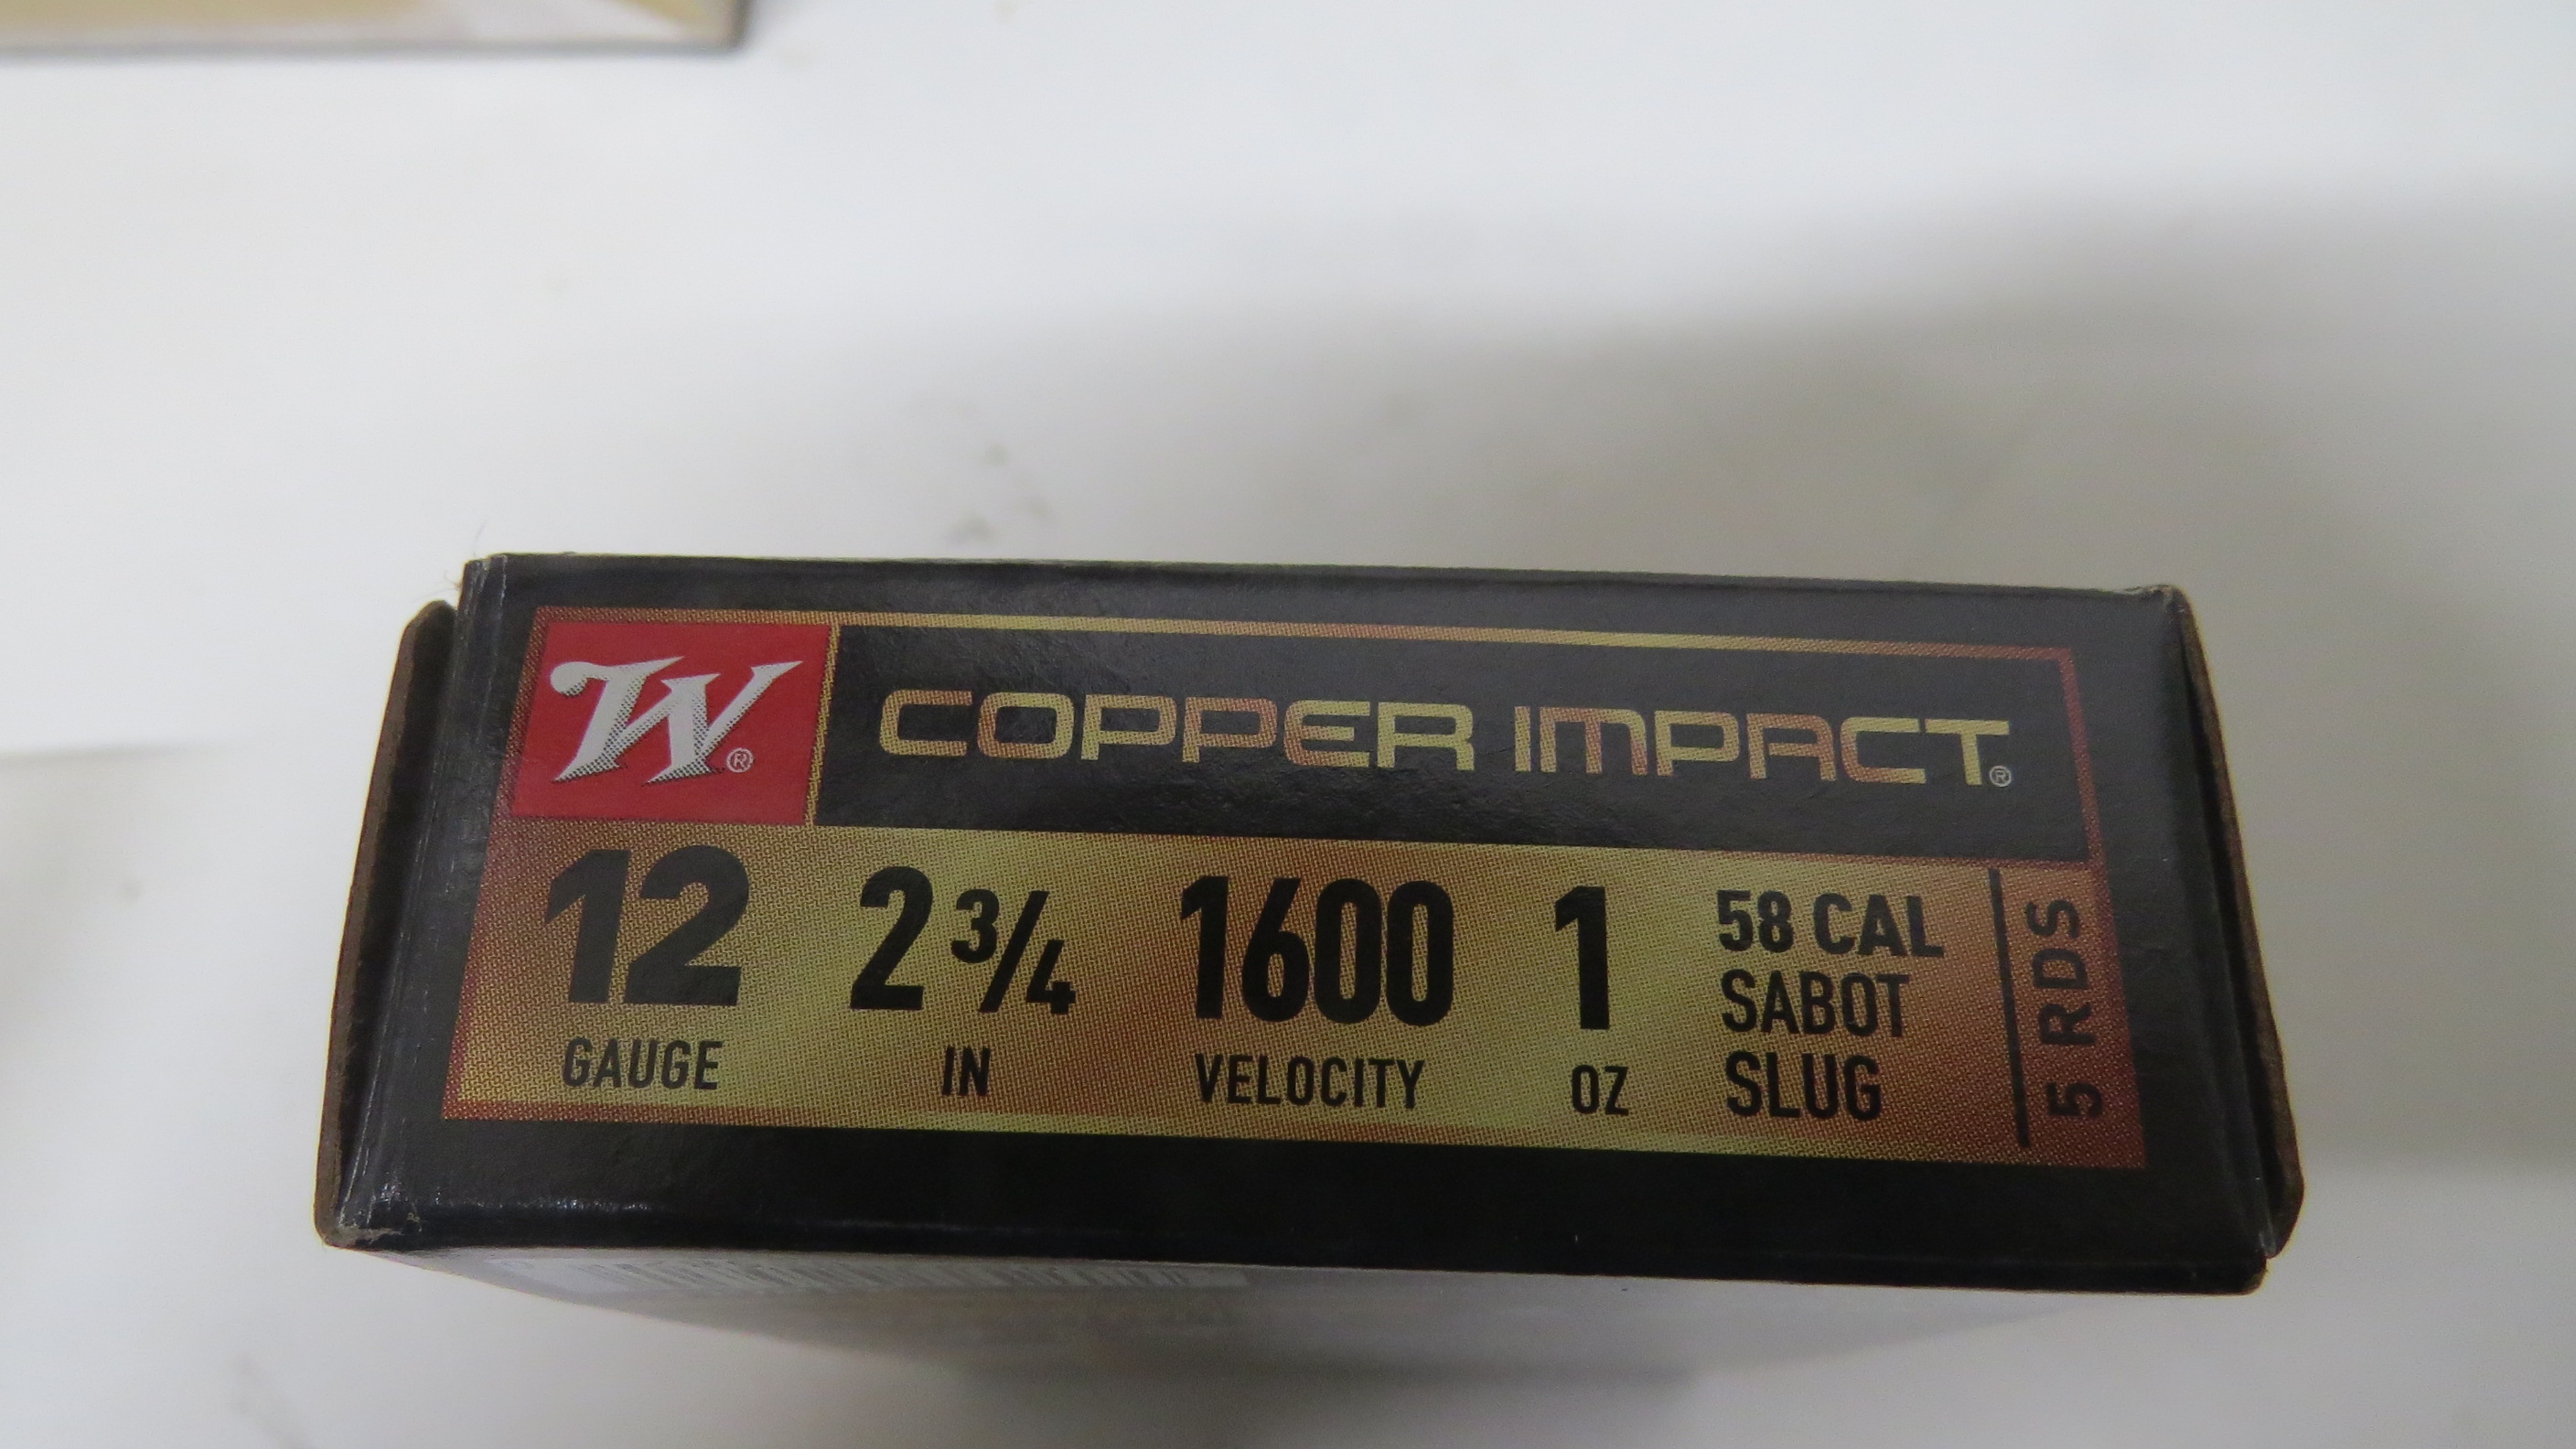 W®
COPPER IMPACT®
12 2 3/4 1600 1 58 CAL
SABOT
SLUG
GAUGE IN VELOCITY OZ
5 RDS